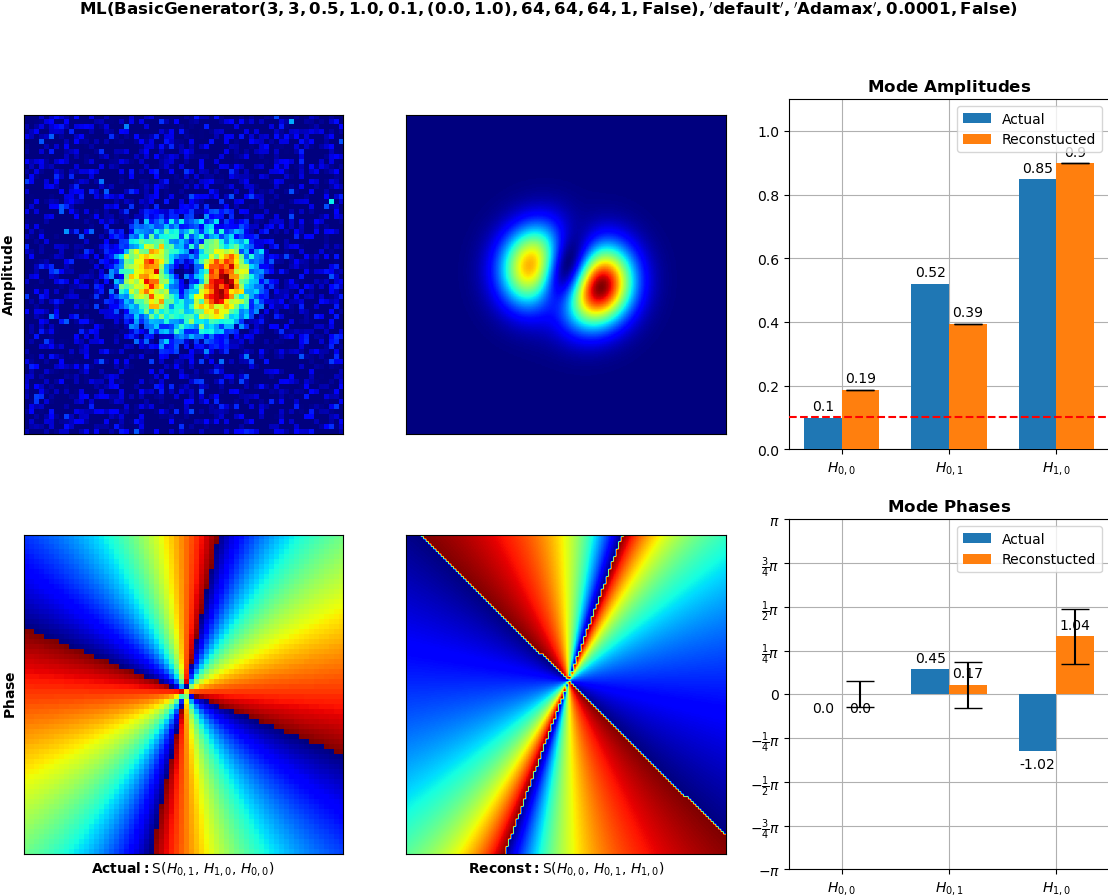 ML(BasicGenerator(3, 3, 0.5, 1.0, 0.1, (0.0, 1.0), 64, 64, 64, 1, False), ′default′, ′Adamax′, 0.0001, False)
Amplitude
Mode Amplitudes
Actual
Reconstucted
1.0
0.8
0.6
0.4
0.2
0.0
0.1
0.19
0.52
0.39
0.85
0.9
H0,0
H0,1
H1,0
Phase
Actual: S(H0,1, H1,0, H0,0)
Reconst: S(H0,0, H0,1, H1,0)
Mode Phases
Actual
Reconstucted
π
3/4π
1/2π
1/4π
0
−1/4π
−1/2π
−3/4π
−π
0.0
0.0
0.45
0.17
-1.02
1.04
H0,0
H0,1
H1,0